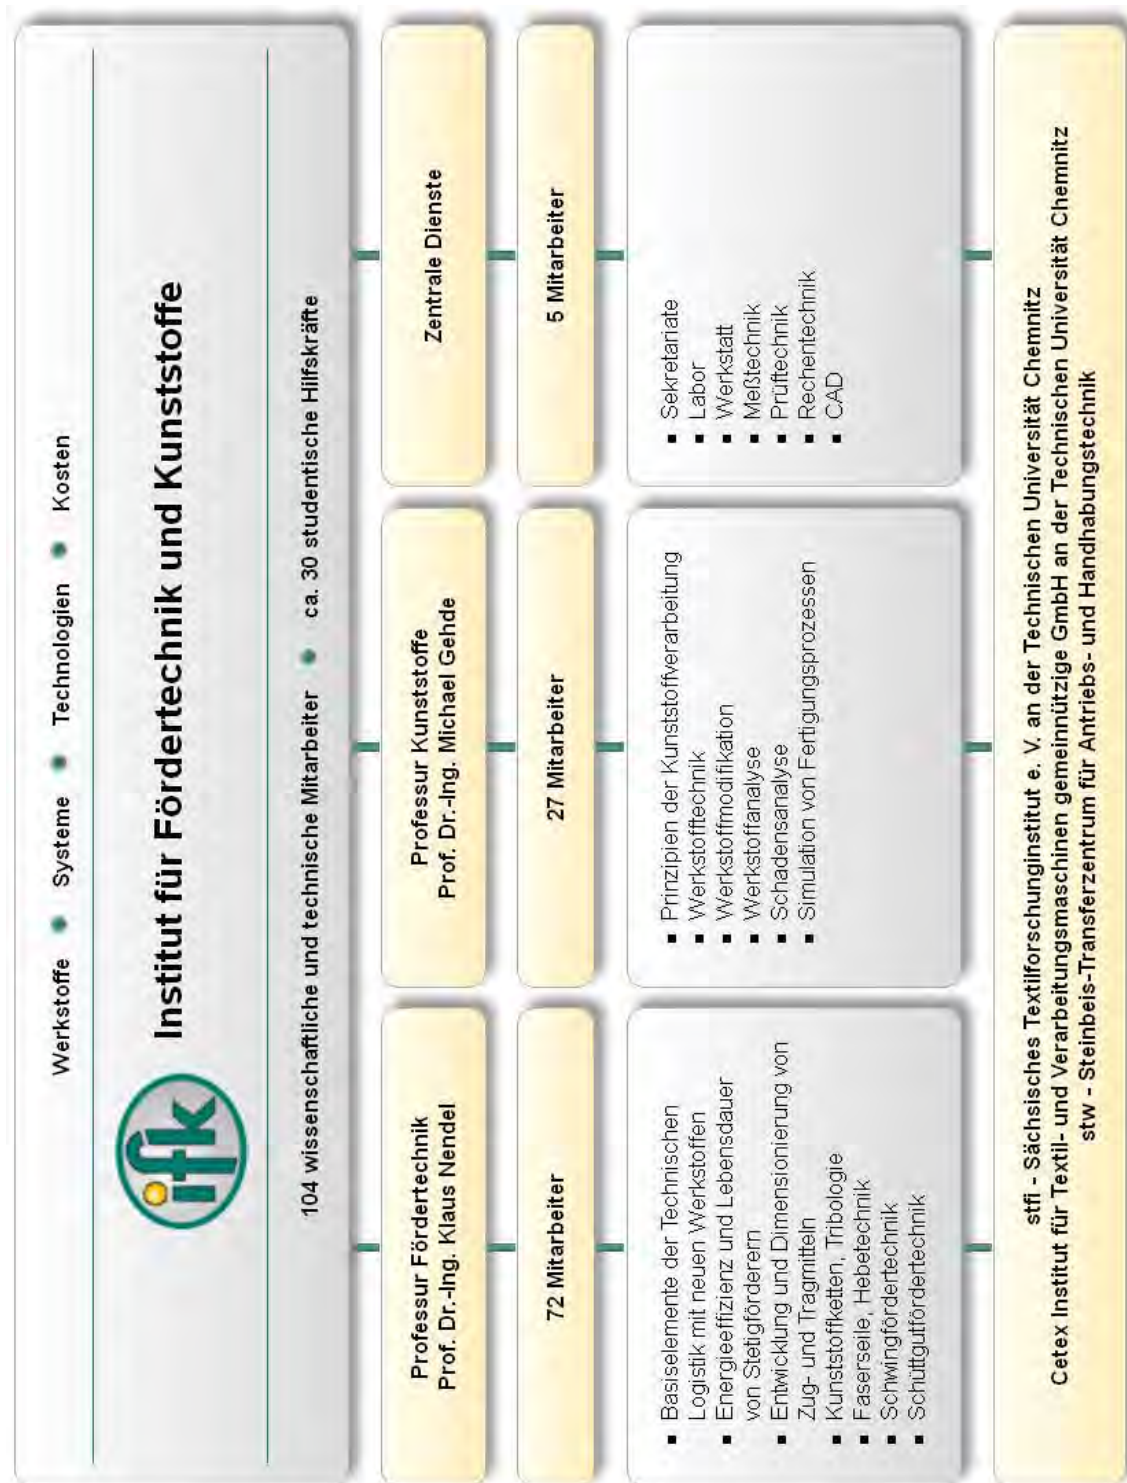 Werkstoffe ● Systeme ● Technologien ● Kosten
ifk
Institut für Fördertechnik und Kunststoffe
104 wissenschaftliche und technische Mitarbeiter ● ca. 30 studentische Hilfskräfte
Professur Fördertechnik
Prof. Dr.-Ing. Klaus Nendel
72 Mitarbeiter
▪ Basiselemente der Technischen
Logistik mit neuen Werkstoffen
▪ Energieeffizienz und Lebensdauer
von Stetigförderern
▪ Entwicklung und Dimensionierung von
Zug- und Tragmitteln
▪ Kunststoffketten, Tribologie
▪ Faserseile, Hebetechnik
▪ Schwingfördertechnik
▪ Schüttgutfördertechnik
Professur Kunststoffe
Prof. Dr.-Ing. Michael Gehde
27 Mitarbeiter
▪ Prinzipien der Kunststoffverarbeitung
▪ Werkstofftechnik
▪ Werkstoffmodifikation
▪ Werkstoffanalyse
▪ Schadensanalyse
▪ Simulation von Fertigungsprozessen
Zentrale Dienste
5 Mitarbeiter
▪ Sekretariate
▪ Labor
▪ Werkstatt
▪ Meßtechnik
▪ Prüftechnik
▪ Rechentechnik
▪ CAD
stfi - Sächsisches Textilforschunginstitut e. V. an der Technischen Universität Chemnitz
Cetex Institut für Textil- und Verarbeitungsmaschinen gemeinnützige GmbH an der Technischen Universität Chemnitz
stw - Steinbeis-Transferzentrum für Antriebs- und Handhabungstechnik